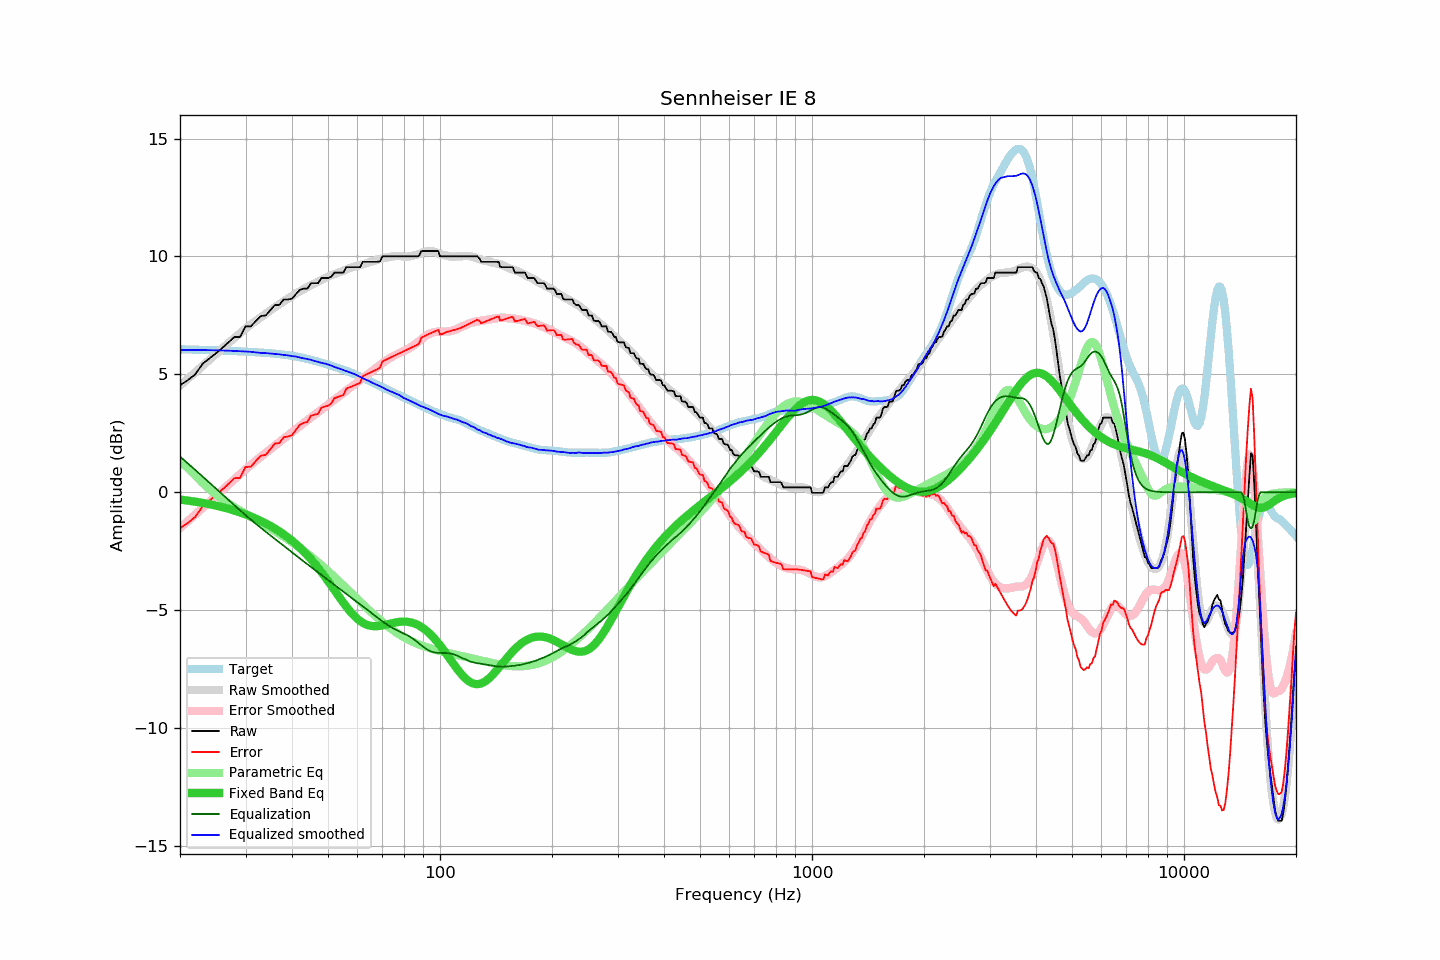 Sennheiser IE 8
15
10
5
0
−5
−10
−15
Amplitude (dBr)
Target
Raw Smoothed
Error Smoothed
Raw
Error
Parametric Eq
Fixed Band Eq
Equalization
Equalized smoothed
100
1000
10000
Frequency (Hz)